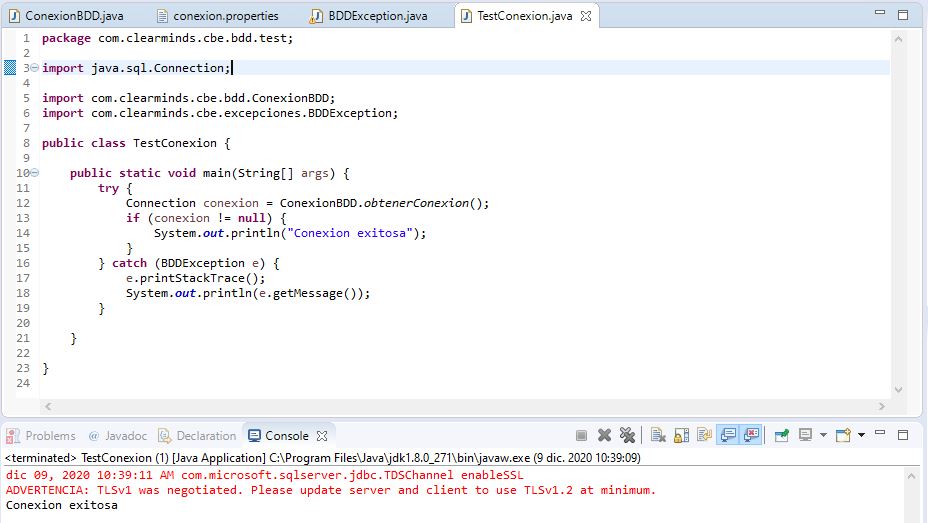 ConexionBDD.java conexion.properties BDDException.java TestConexion.java
1 package com.clearminds.cbe.bdd.test;
2
3 import java.sql.Connection;
4
5 import com.clearminds.cbe.bdd.ConexionBDD;
6 import com.clearminds.cbe.excepciones.BDDException;
7
8 public class TestConexion {
9
10 public static void main(String[] args) {
11 try {
12 Connection conexion = ConexionBDD.obtenerConexion();
13 if (conexion != null) {
14 System.out.println("Conexion exitosa");
15 }
16 } catch (BDDException e) {
17 e.printStackTrace();
18 System.out.println(e.getMessage());
19 }
20
21 }
22
23 }
24
Problems @ Javadoc Declaration Console
<terminated> TestConexion (1) [Java Application] C:\Program Files\Java\jdk1.8.0_271\bin\javaw.exe (9 dic. 2020 10:39:09)
dic 09, 2020 10:39:11 AM com.microsoft.sqlserver.jdbc.TDSChannel enableSSL
ADVERTENCIA: TLSv1 was negotiated. Please update server and client to use TLSv1.2 at minimum.
Conexion exitosa